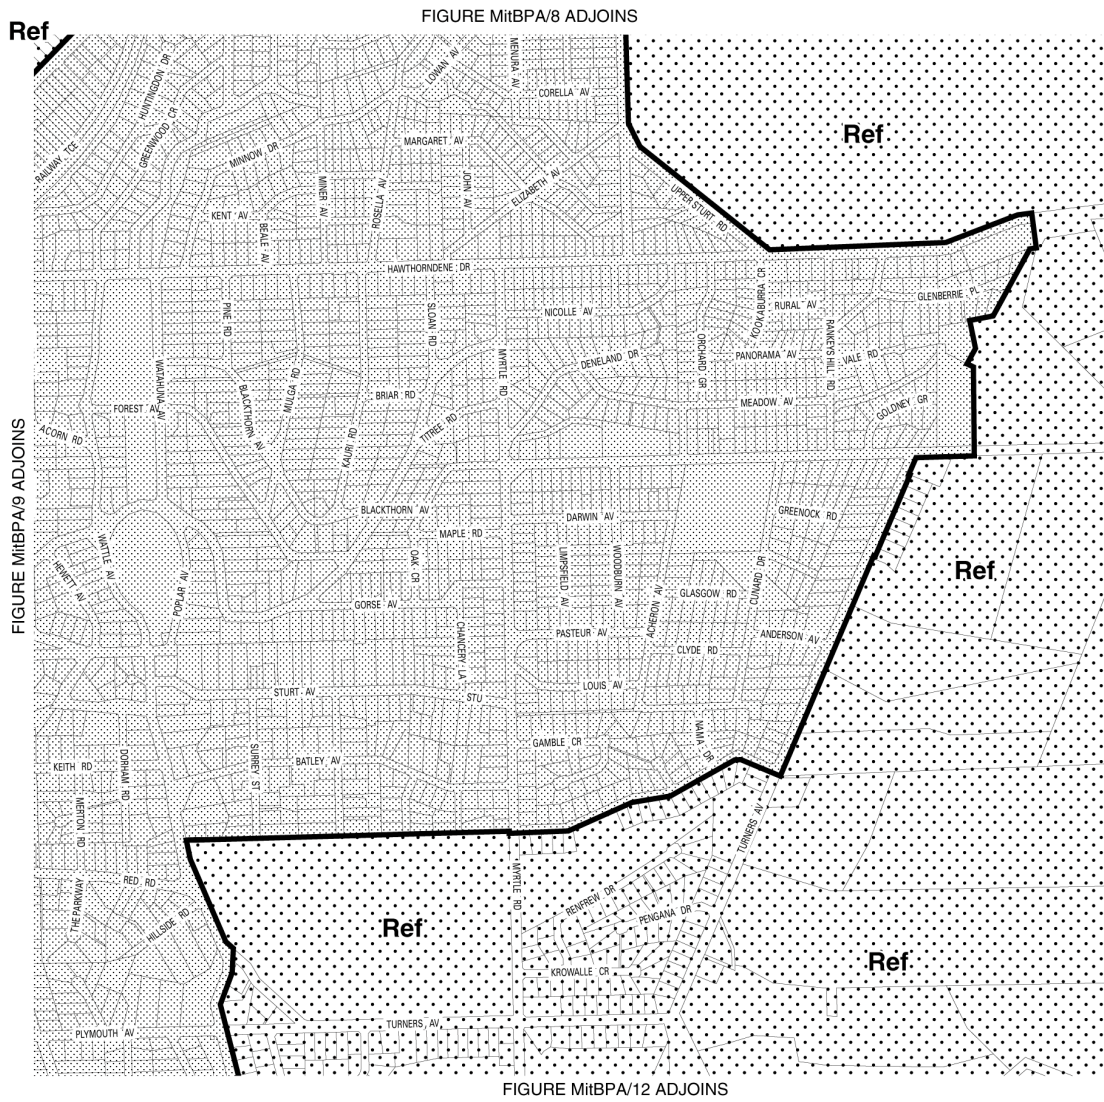 FIGURE MitBPA/8 ADJOINS
Ref
HUNTINGDON DR
LOWAN AV
MENURA AV
CORELLA AV
GREENWOOD CR
RAILWAY TCE
MINNOW DR
MARGARET AV
Ref
MINER AV
ROSELLA AV
JOHN AV
ELIZABETH AV
UPPER STURT RD
KENT AV
BEALE AV
HAWTHORNDENE DR
KOOKABURRA CR
GLENBERRIE PL
PINE RD
SLOAN RD
NICOLLE AV
RURAL AV
ORCHARD GR
RANKEYS HILL RD
WATAHUNA AV
MYRTLE RD
DENELAND DR
PANORAMA AV
VALE RD
BLACKTHORN AV
MULGA RD
BRIAR RD
MEADOW AV
GOLDNEY GR
FOREST AV
ACORN RD
KAURI RD
TITREE RD
FIGURE MitBPA/9 ADJOINS
BLACKTHORN AV
DARWIN AV
GREENOCK RD
MAPLE RD
WATTLE AV
HEWETT AV
POPLAR AV
OAK CR
LIMPSFIELD AV
WOODBURN AV
ACHERON AV
GLASGOW RD
CUNARD DR
Ref
GORSE AV
CHANCERY LA
PASTEUR AV
ANDERSON AV
CLYDE RD
STURT AV
STU
LOUIS AV
NAMA DR
GAMBLE CR
KEITH RD
DORHAM RD
SURREY ST
BATLEY AV
MERTON RD
TURNERS AV
RED RD
MYRTLE RD
THE PARKWAY
HILLSIDE RD
Ref
RENFREW DR
PENGANA DR
KROWALLE CR
Ref
PLYMOUTH AV
TURNERS AV
FIGURE MitBPA/12 ADJOINS